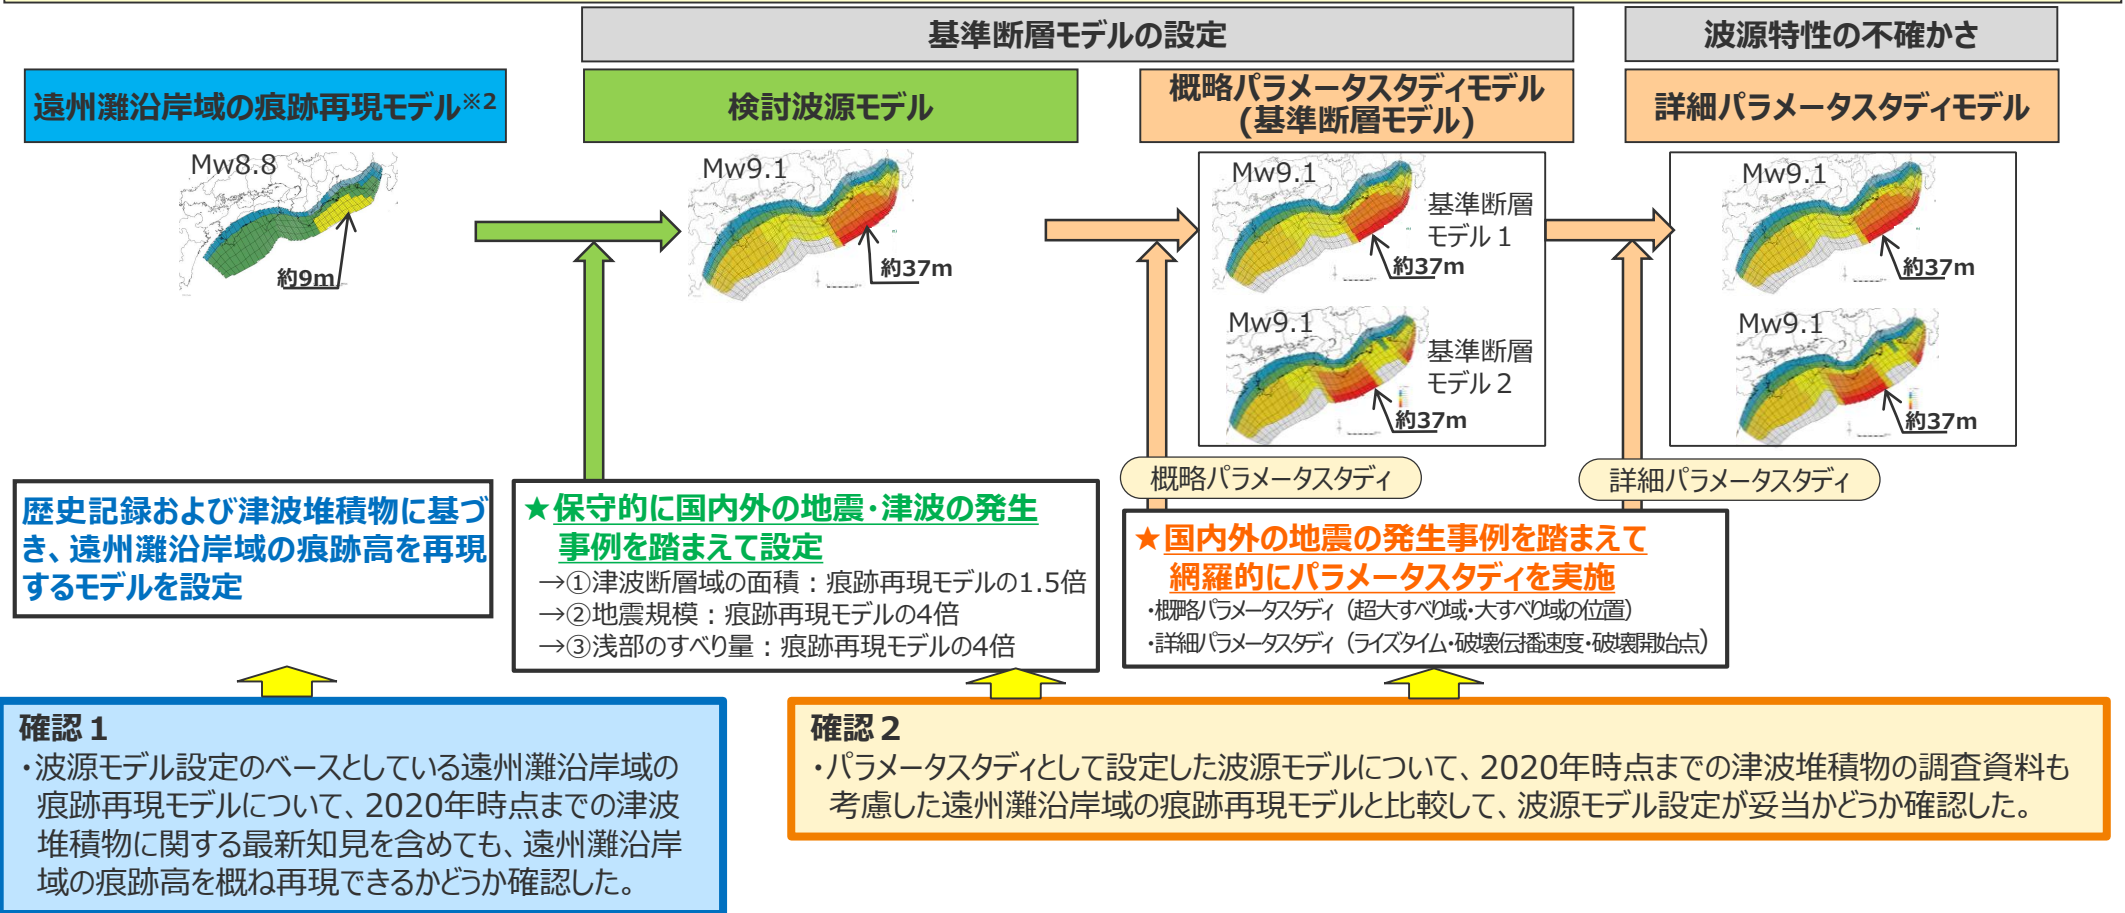 基準断層モデルの設定
波源特性の不確かさ
遠州灘沿岸域の痕跡再現モデル※2
検討波源モデル
概略パラメータスタディモデル
(基準断層モデル)
詳細パラメータスタディモデル
Mw8.8
約9m
Mw9.1
約37m
Mw9.1
基準断層
モデル1
約37m
Mw9.1
基準断層
モデル2
約37m
Mw9.1
約37m
Mw9.1
約37m
概略パラメータスタディ
詳細パラメータスタディ
歴史記録および津波堆積物に基づ
き、遠州灘沿岸域の痕跡高を再現
するモデルを設定
★保守的に国内外の地震・津波の発生
事例を踏まえて設定
→①津波断層域の面積：痕跡再現モデルの1.5倍
→②地震規模：痕跡再現モデルの4倍
→③浅部のすべり量：痕跡再現モデルの4倍
★国内外の地震の発生事例を踏まえて
網羅的にパラメータスタディを実施
・概略パラメータスタディ（超大すべり域・大すべり域の位置）
・詳細パラメータスタディ（ライズタイム・破壊伝播速度・破壊開始点）
確認1
・波源モデル設定のベースとしている遠州灘沿岸域の
痕跡再現モデルについて、2020年時点までの津波
堆積物に関する最新知見を含めても、遠州灘沿岸
域の痕跡高を概ね再現できるかどうか確認した。
確認2
・パラメータスタディとして設定した波源モデルについて、2020年時点までの津波堆積物の調査資料も
考慮した遠州灘沿岸域の痕跡再現モデルと比較して、波源モデル設定が妥当かどうか確認した。